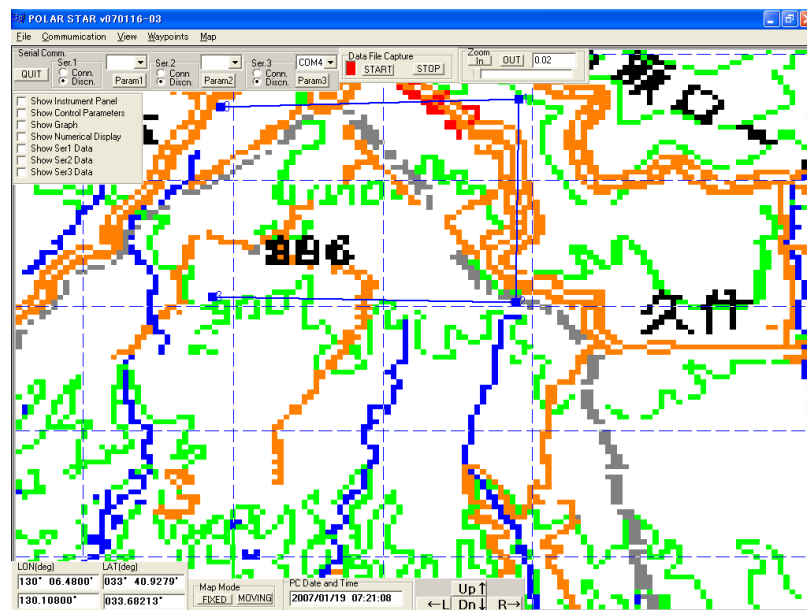 POLAR STAR v070116-03
File Communication View Waypoints Map
Serial Comm.
QUIT
Ser.1
Conn.
Discn.
Param1
Ser.2
Conn
Discn.
Param2
Ser.3
Conn
Discn.
COM4
Param3
Data File Capture
START STOP
Zoom
In OUT 0.02
Show Instrument Panel
Show Control Parameters
Show Graph
Show Numerical Display
Show Ser1 Data
Show Ser2 Data
Show Ser3 Data
久竹
LON(deg) LAT(deg)
130° 06.4800' 033° 40.9279'
130.10800° 033.68213°
Map Mode
FIXED MOVING
PC Date and Time
2007/01/19 07:21:08
Up↑
←L Dn↓ R→